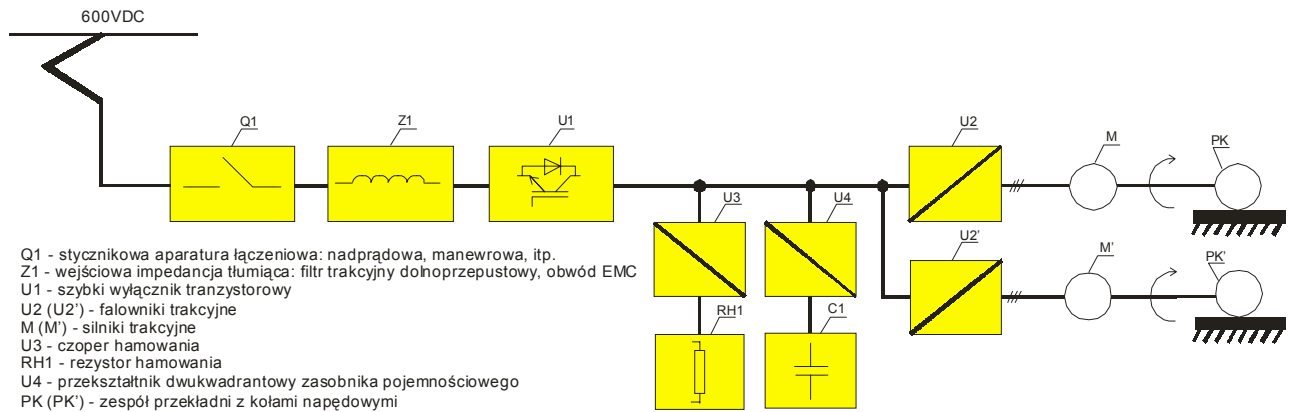 600VDC
Q1
Z1
U1
U2
M
PK
U3
U4
U2'
M'
PK'
RH1
C1
Q1 - stycznikowa aparatura łączeniowa: nadprądowa, manewrowa, itp.
Z1 - wejściowa impedancja tłumiąca: filtr trakcyjny dolnoprzepustowy, obwód EMC
U1 - szybki wyłącznik tranzystorowy
U2 (U2') - falowniki trakcyjne
M (M') - silniki trakcyjne
U3 - czoper hamowania
RH1 - rezystor hamowania
U4 - przekształtnik dwukwadrantowy zasobnika pojemnościowego
PK (PK') - zespół przekładni z kołami napędowymi